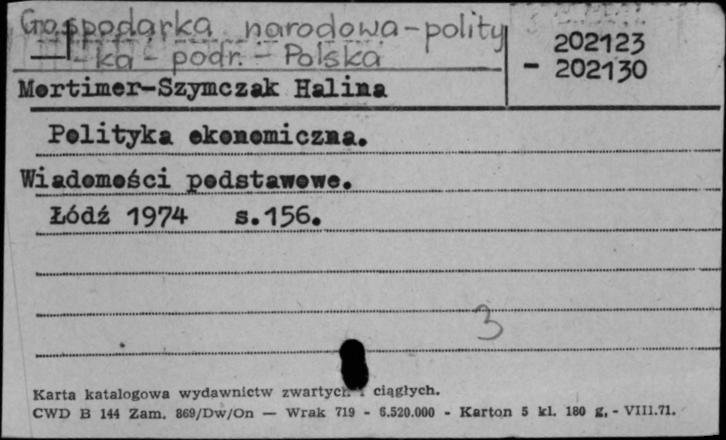 Gospodarka narodowa-polity
— -ka - podr. - Polska
202123
- 202130
Mortimer-Szymczak Halina
Polityka ekonomiczna.
Wiadomości podstawowe.
Łódź 1974 s.156.
3
Karta katalogowa wydawnictw zwartych i ciągłych.
CWD B 144 Zam. 869/Dw/On — Wrak 719 - 6.520.000 - Karton 5 kl. 180 g. - VIII.71.